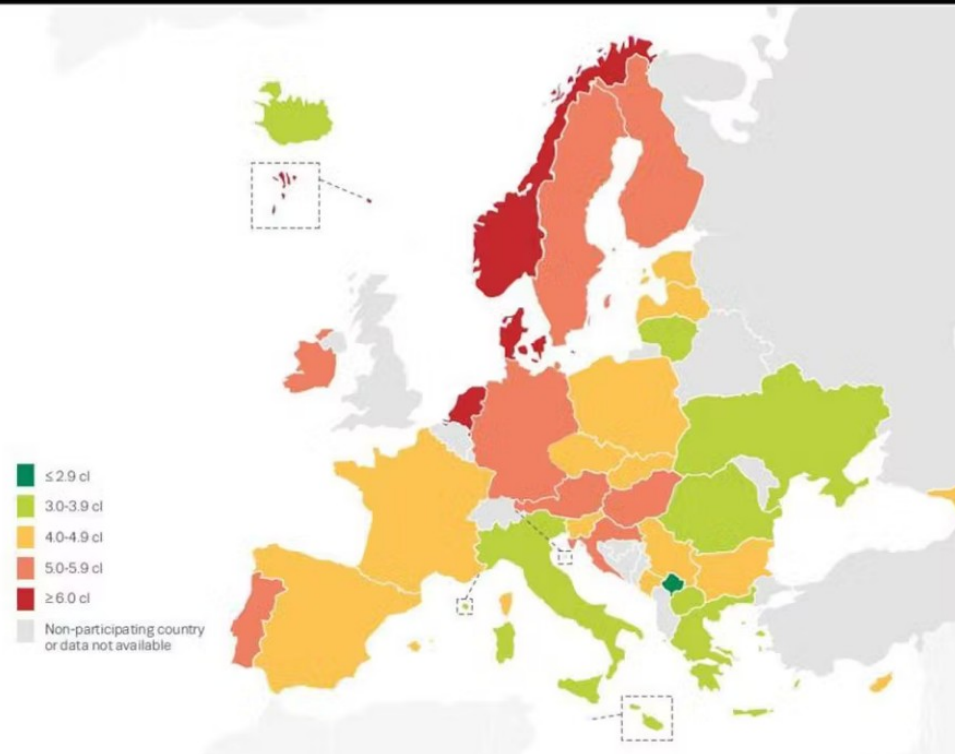 ≤ 2.9 cl
3.0-3.9 cl
4.0-4.9 cl
5.0-5.9 cl
≥ 6.0 cl
Non-participating country
or data not available